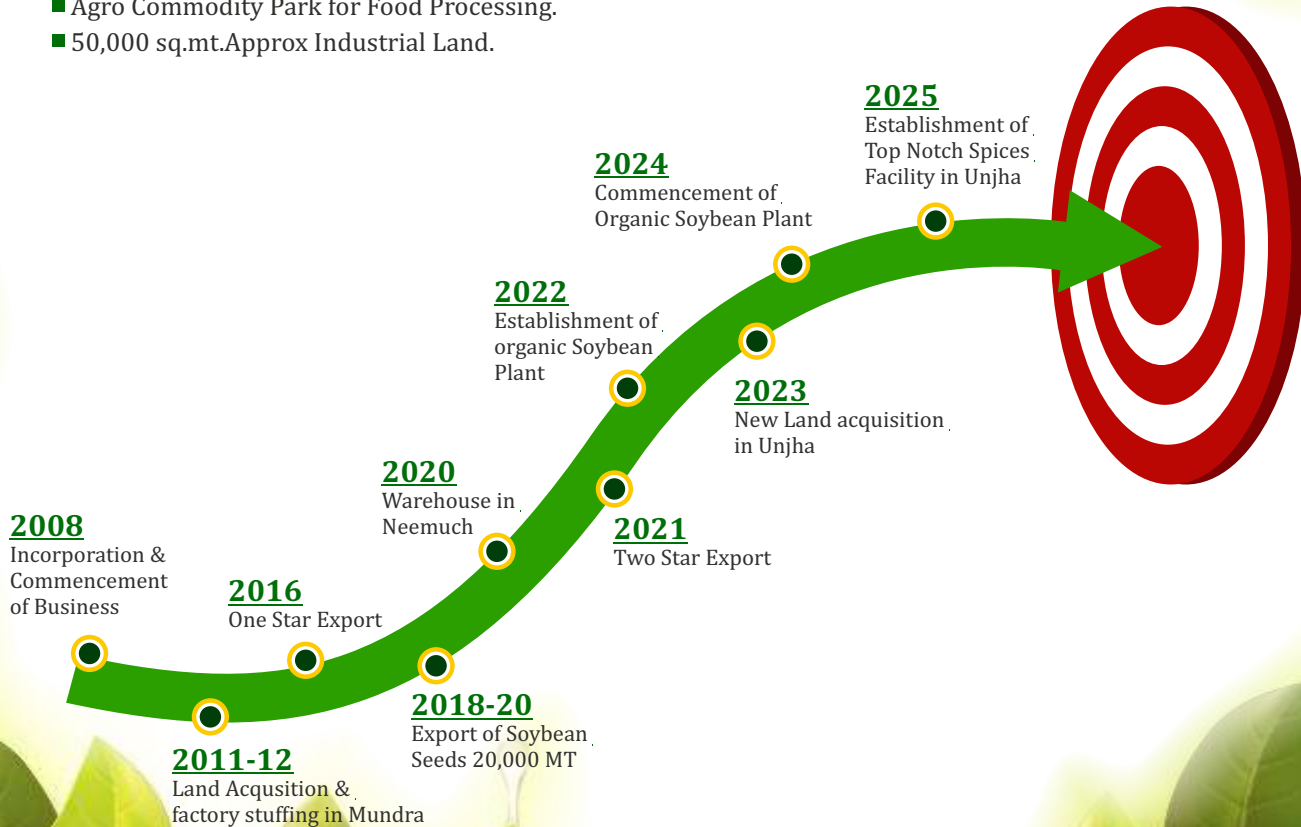 Agro Commodity Park for Food Processing.
50,000 sq.mt.Approx Industrial Land.
2025
Establishment of
Top Notch Spices
Facility in Unjha
2024
Commencement of
Organic Soybean Plant
2022
Establishment of
organic Soybean
Plant
2023
New Land acquisition
in Unjha
2020
Warehouse in
Neemuch
2021
Two Star Export
2008
Incorporation &
Commencement
of Business
2016
One Star Export
2018-20
Export of Soybean
Seeds 20,000 MT
2011-12
Land Acqusition &
factory stuffing in Mundra